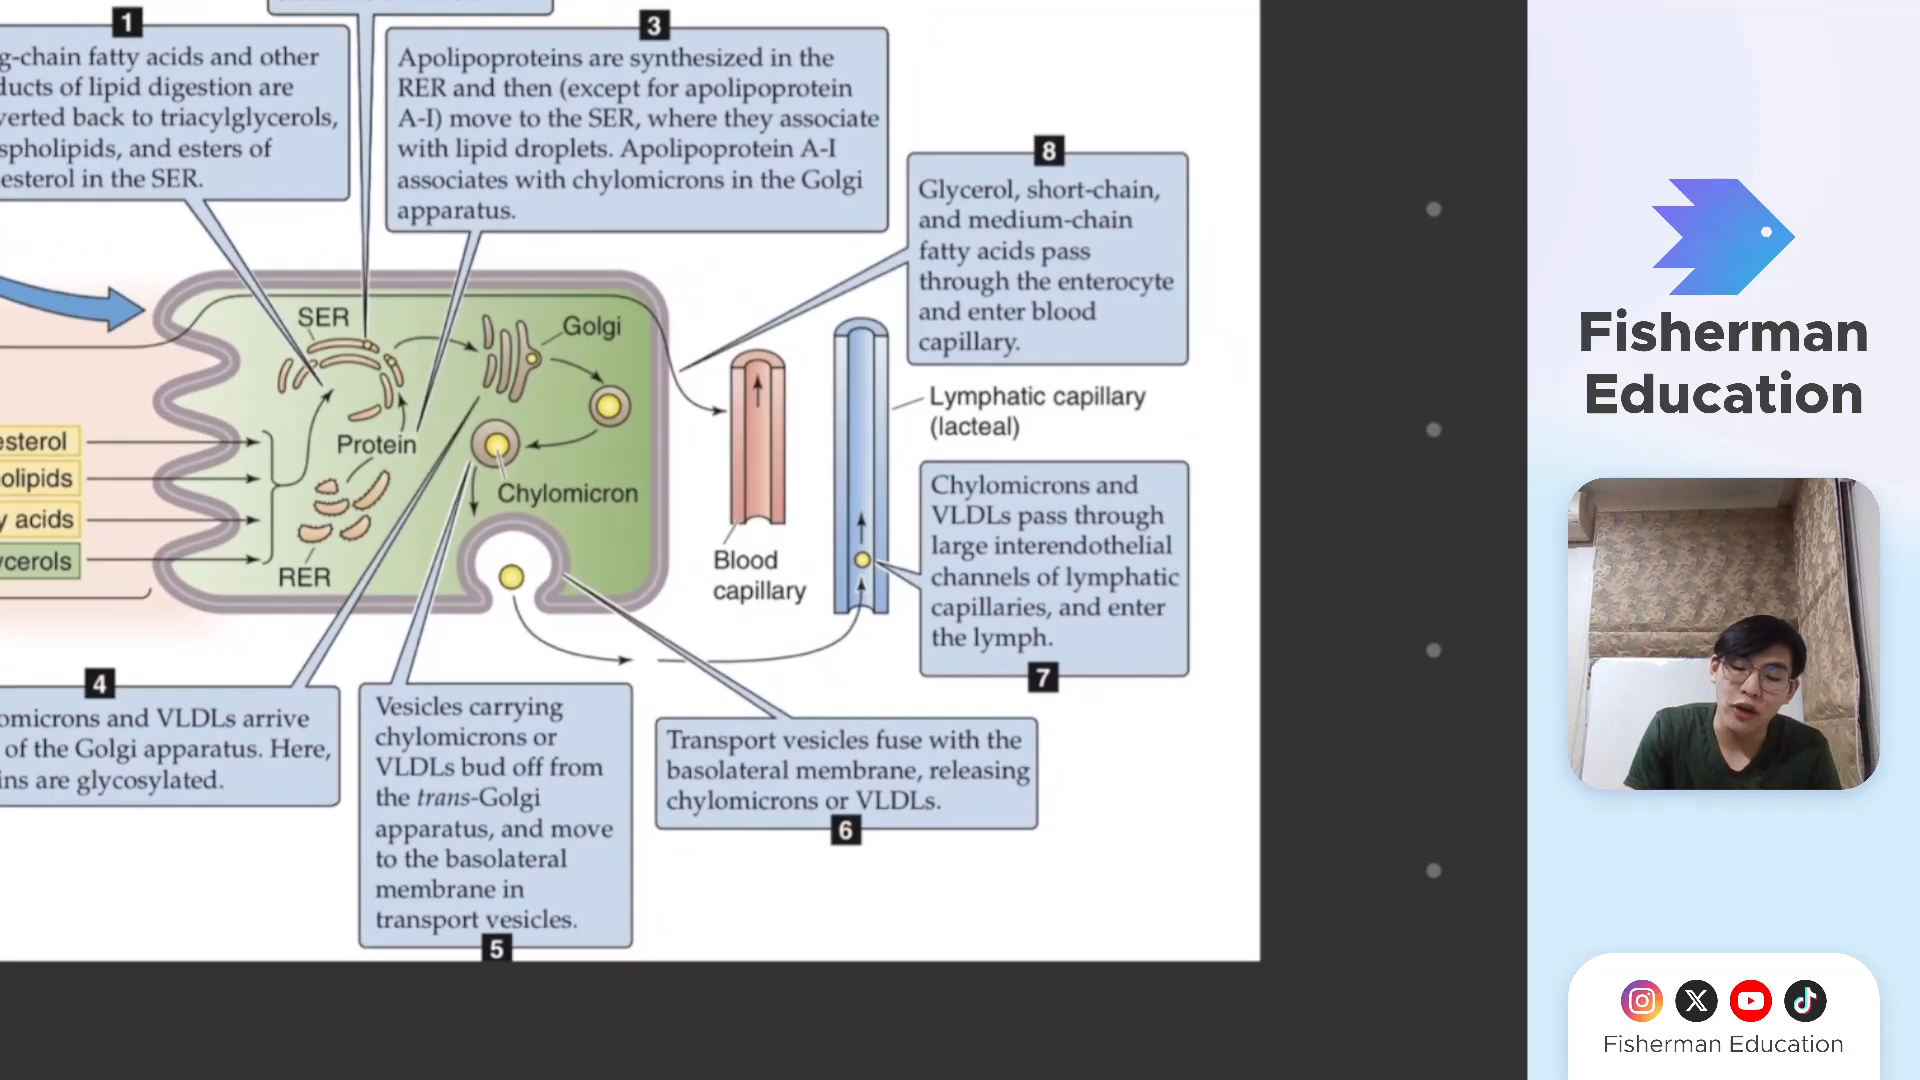 1
g-chain fatty acids and other
ducts of lipid digestion are
verted back to triacylglycerols,
spholipids, and esters of
esterol in the SER.
3
Apolipoproteins are synthesized in the
RER and then (except for apolipoprotein
A-I) move to the SER, where they associate
with lipid droplets. Apolipoprotein A-I
associates with chylomicrons in the Golgi
apparatus.
8
Glycerol, short-chain,
and medium-chain
fatty acids pass
through the enterocyte
and enter blood
capillary.
SER
Golgi
Protein
Chylomicron
RER
esterol
olipids
y acids
ycerols
Blood
capillary
Lymphatic capillary
(lacteal)
Chylomicrons and
VLDLs pass through
large interendothelial
channels of lymphatic
capillaries, and enter
the lymph.
7
4
omicrons and VLDLs arrive
of the Golgi apparatus. Here,
ins are glycosylated.
Vesicles carrying
chylomicrons or
VLDLs bud off from
the trans-Golgi
apparatus, and move
to the basolateral
membrane in
transport vesicles.
5
Transport vesicles fuse with the
basolateral membrane, releasing
chylomicrons or VLDLs.
6
Fisherman
Education
Fisherman Education